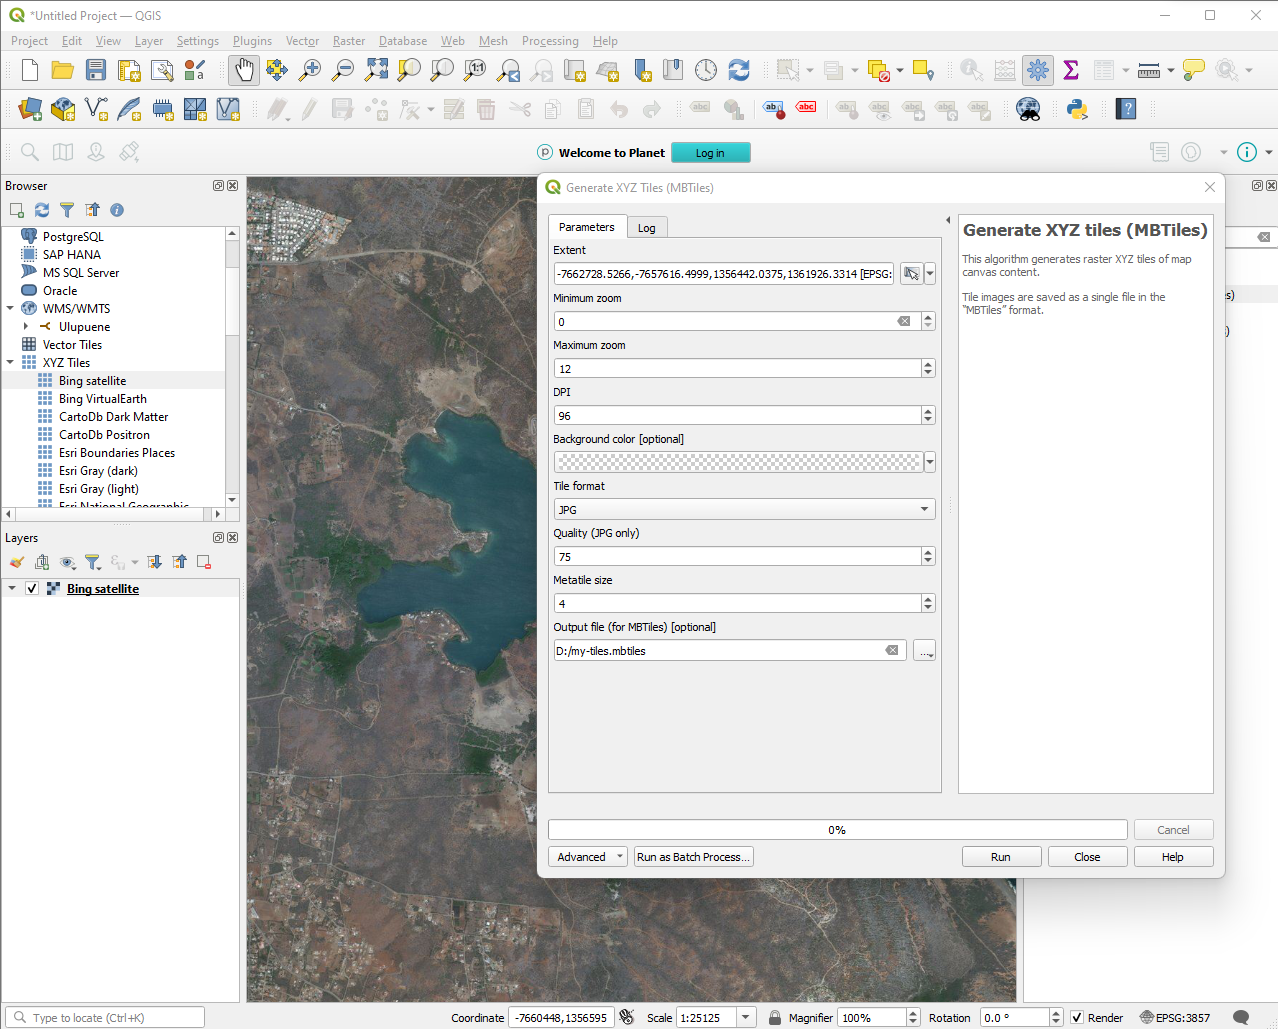 *Untitled Project — QGIS
Project Edit View Layer Settings Plugins Vector Raster Database Web Mesh Processing Help
Welcome to Planet Log in
Browser
PostgreSQL
SAP HANA
MS SQL Server
Oracle
WMS/WMTS
Ulupuene
Vector Tiles
XYZ Tiles
Bing satellite
Bing VirtualEarth
CartoDb Dark Matter
CartoDb Positron
Esri Boundaries Places
Esri Gray (dark)
Esri Gray (light)
Esri National Geographic
Layers
Bing satellite
Generate XYZ Tiles (MBTiles)
Parameters Log
Extent
-7662728.5266,-7657616.4999,1356442.0375,1361926.3314 [EPSG:
Minimum zoom
0
Maximum zoom
12
DPI
96
Background color [optional]
Tile format
JPG
Quality (JPG only)
75
Metatile size
4
Output file (for MBTiles) [optional]
D:/my-tiles.mbtiles
…
Generate XYZ tiles (MBTiles)
This algorithm generates raster XYZ tiles of map
canvas content.
Tile images are saved as a single file in the
"MBTiles" format.
0%
Cancel
Advanced Run as Batch Process… Run Close Help
Type to locate (Ctrl+K) Coordinate -7660448,1356595 Scale 1:25125 Magnifier 100% Rotation 0.0 ° Render EPSG:3857